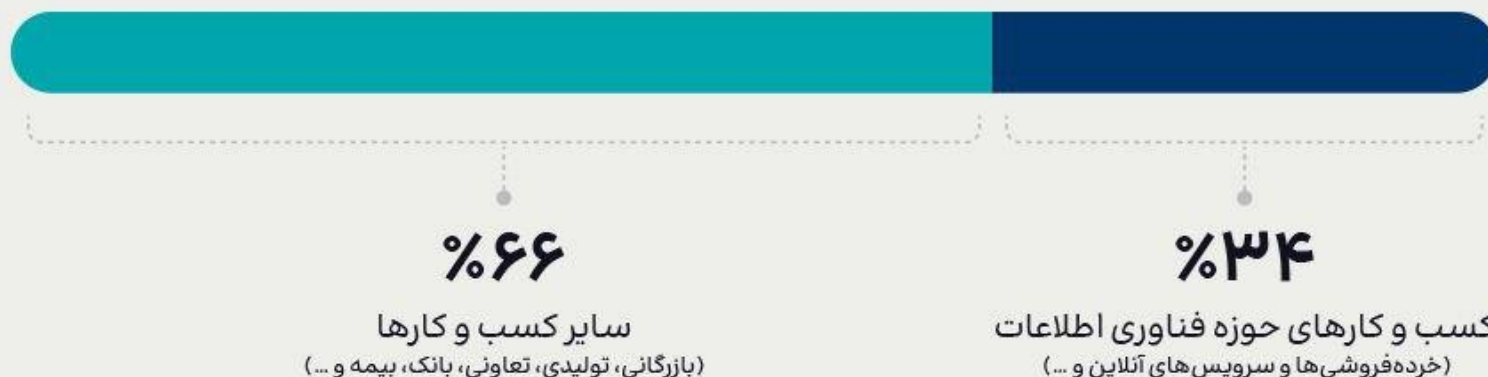 %۳۴
کسب و کارهای حوزه فناوری اطلاعات
(خرده‌فروشی‌ها و سرویس‌های آنلاین و ...)
%۶۶
سایر کسب و کارها
(بازرگانی، تولیدی، تعاونی، بانک، بیمه و ...)